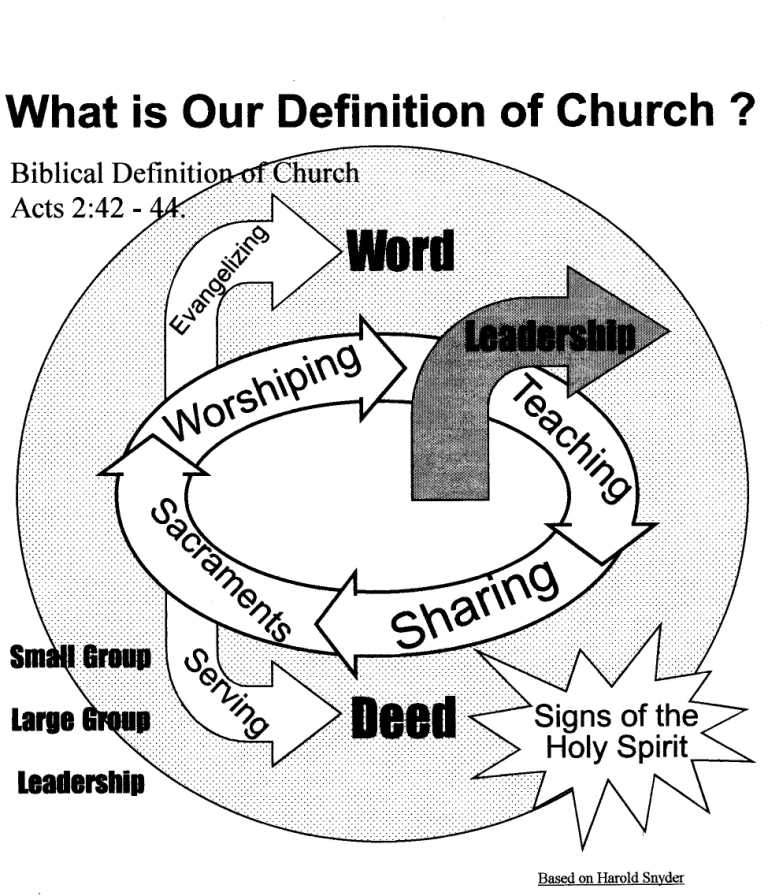 What is Our Definition of Church ?
Biblical Definition of Church
Acts 2:42 - 44.
Evangelizing
Word
Leadership
Worshiping
Teaching
Sacraments
Sharing
Small Group
Serving
Large Group
Deed
Signs of the
Holy Spirit
Leadership
Based on Harold Snyder